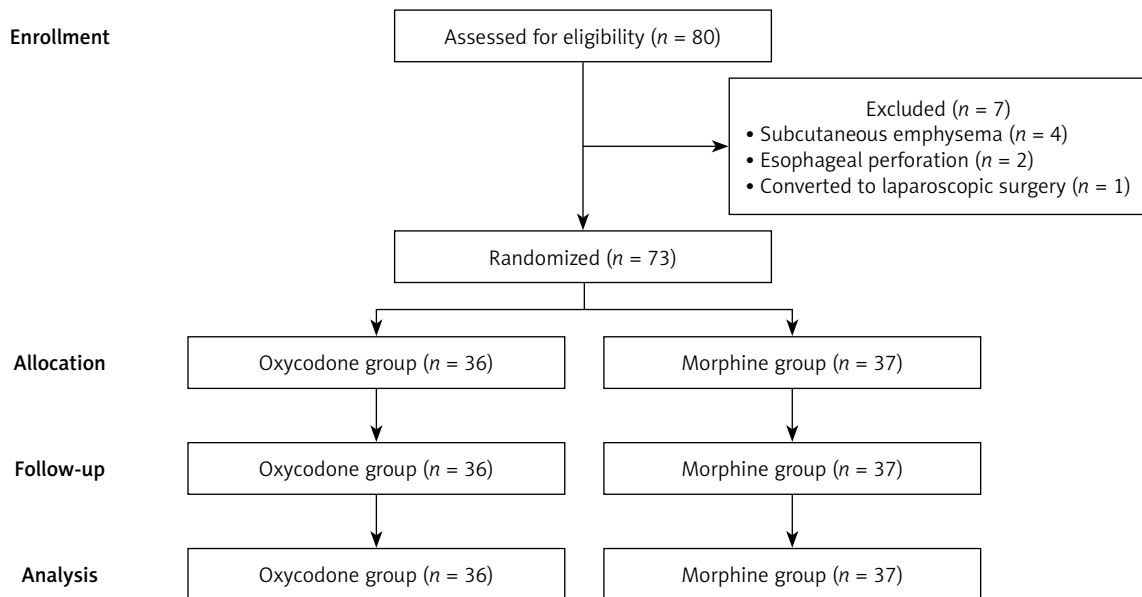 Enrollment
Assessed for eligibility (n = 80)
Excluded (n = 7)
• Subcutaneous emphysema (n = 4)
• Esophageal perforation (n = 2)
• Converted to laparoscopic surgery (n = 1)
Randomized (n = 73)
Allocation
Oxycodone group (n = 36)
Morphine group (n = 37)
Follow-up
Oxycodone group (n = 36)
Morphine group (n = 37)
Analysis
Oxycodone group (n = 36)
Morphine group (n = 37)